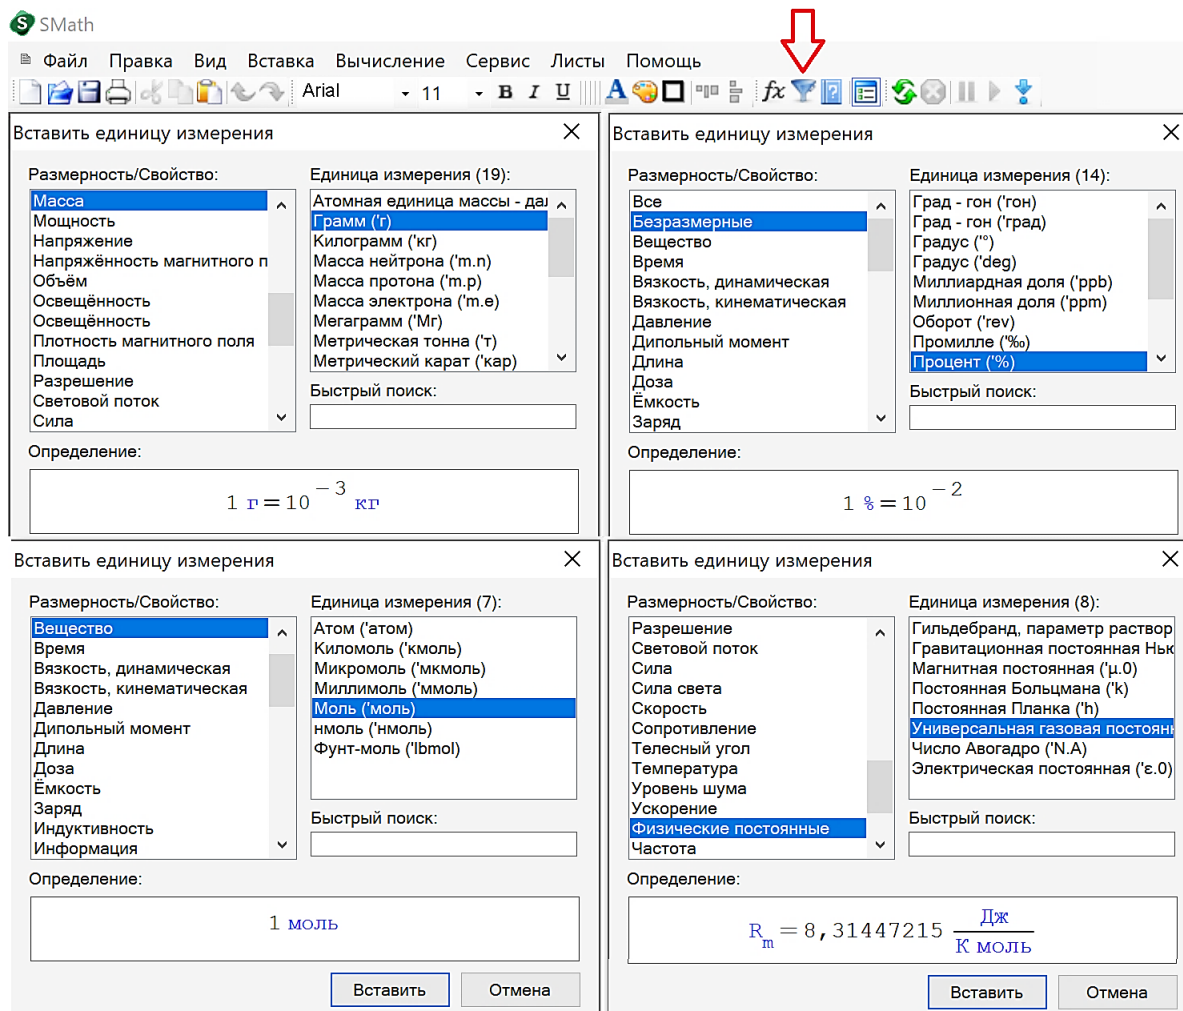 SMath
Файл Правка Вид Вставка Вычисление Сервис Листы Помощь
Arial 11 B I U A fx
Вставить единицу измерения
Размерность/Свойство:
Масса
Мощность
Напряжение
Напряжённость магнитного п
Объём
Освещённость
Освещённость
Плотность магнитного поля
Площадь
Разрешение
Световой поток
Сила
Единица измерения (19):
Атомная единица массы - дал
Грамм ('г)
Килограмм ('кг)
Масса нейтрона ('m.n)
Масса протона ('m.p)
Масса электрона ('m.e)
Мегаграмм ('Мг)
Метрическая тонна ('т)
Метрический карат ('кар)
Быстрый поиск:
Определение:
1 г = 10^-3 кг
Вставить единицу измерения
Размерность/Свойство:
Все
Безразмерные
Вещество
Время
Вязкость, динамическая
Вязкость, кинематическая
Давление
Дипольный момент
Длина
Доза
Ёмкость
Заряд
Единица измерения (14):
Град - гон ('гон)
Град - гон ('град)
Градус ('°)
Градус ('deg)
Миллиардная доля ('ppb)
Миллионная доля ('ppm)
Оборот ('rev)
Промилле ('‰)
Процент ('%)
Быстрый поиск:
Определение:
1 % = 10^-2
Вставить единицу измерения
Размерность/Свойство:
Вещество
Время
Вязкость, динамическая
Вязкость, кинематическая
Давление
Дипольный момент
Длина
Доза
Ёмкость
Заряд
Индуктивность
Информация
Единица измерения (7):
Атом ('атом)
Киломоль ('кмоль)
Микромоль ('мкмоль)
Миллимоль ('ммоль)
Моль ('моль)
нмоль ('нмоль)
Фунт-моль ('lbmol)
Быстрый поиск:
Определение:
1 моль
Вставить Отмена
Вставить единицу измерения
Размерность/Свойство:
Разрешение
Световой поток
Сила
Сила света
Скорость
Сопротивление
Телесный угол
Температура
Уровень шума
Ускорение
Физические постоянные
Частота
Единица измерения (8):
Гильдебранд, параметр раствор
Гравитационная постоянная Нью
Магнитная постоянная ('μ.0)
Постоянная Больцмана ('k)
Постоянная Планка ('h)
Универсальная газовая постоян
Число Авогадро ('N.A)
Электрическая постоянная ('ε.0)
Быстрый поиск:
Определение:
R_m = 8,31447215 Дж / К моль
Вставить Отмена